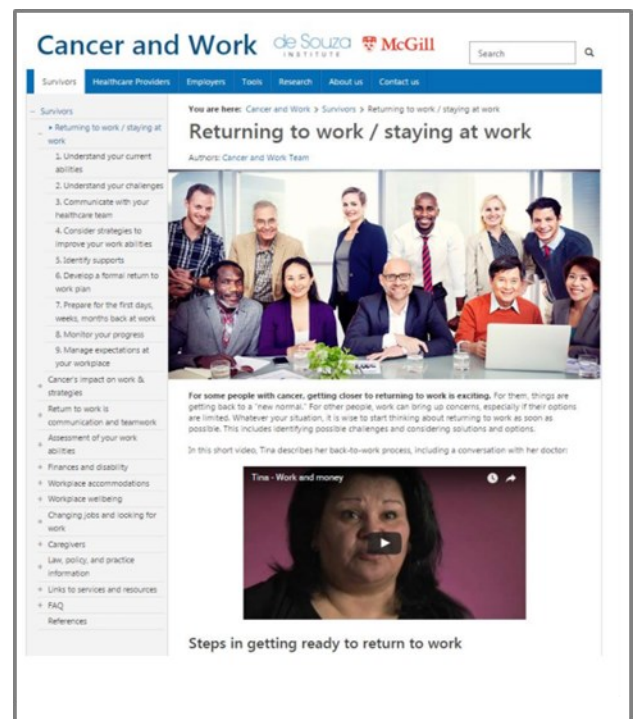 Cancer and Work
de Souza
INSTITUTE
McGill
Search
Survivors Healthcare Providers Employers Tools Research About us Contact us
Survivors
Returning to work / staying at
work
1. Understand your current
abilities
2. Understand your challenges
3. Communicate with your
healthcare team
4. Consider strategies to
improve your work abilities
5. Identify supports
6. Develop a formal return to
work plan
7. Prepare for the first days,
weeks, months back at work
8. Monitor your progress
9. Manage expectations at
your workplace
Cancer's impact on work &
strategies
Return to work is
communication and teamwork
Assessment of your work
abilities
Finances and disability
Workplace accommodations
Workplace wellbeing
Changing jobs and looking for
work
Caregivers
Law, policy, and practice
information
Links to services and resources
FAQ
References
You are here: Cancer and Work > Survivors > Returning to work / staying at work
Returning to work / staying at work
Authors: Cancer and Work Team
For some people with cancer, getting closer to returning to work is exciting. For them, things are
getting back to a "new normal." For other people, work can bring up concerns, especially if their options
are limited. Whatever your situation, it is wise to start thinking about returning to work as soon as
possible. This includes identifying possible challenges and considering solutions and options.
In this short video, Tina describes her back-to-work process, including a conversation with her doctor:
Tina - Work and money
Steps in getting ready to return to work